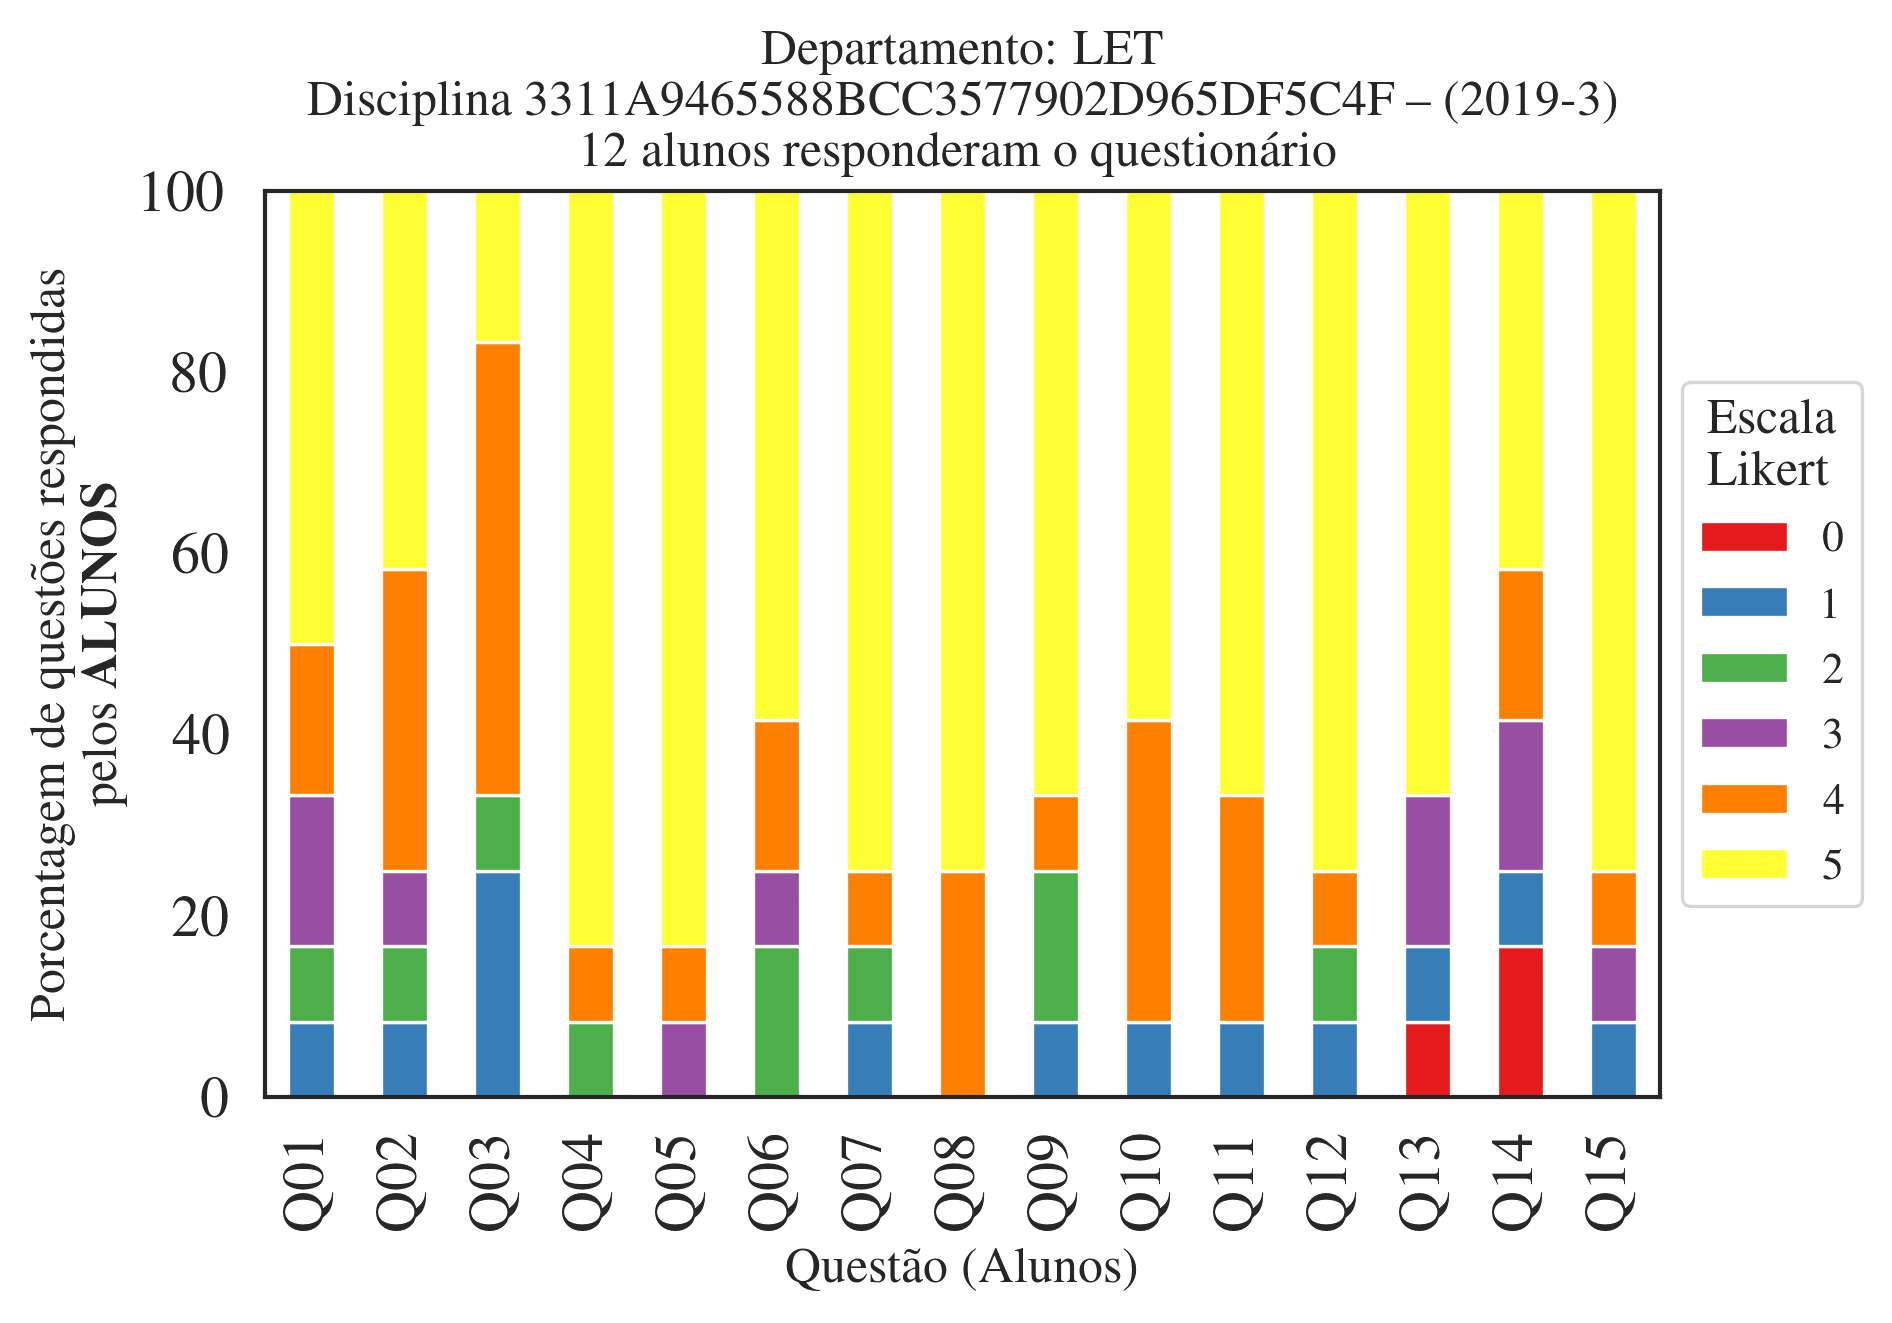 Departamento: LET
Disciplina 3311A9465588BCC3577902D965DF5C4F – (2019-3)
12 alunos responderam o questionário
Porcentagem de questões respondidas
pelos ALUNOS
100
80
60
40
20
0
Q01
Q02
Q03
Q04
Q05
Q06
Q07
Q08
Q09
Q10
Q11
Q12
Q13
Q14
Q15
Questão (Alunos)
Escala
Likert
0
1
2
3
4
5